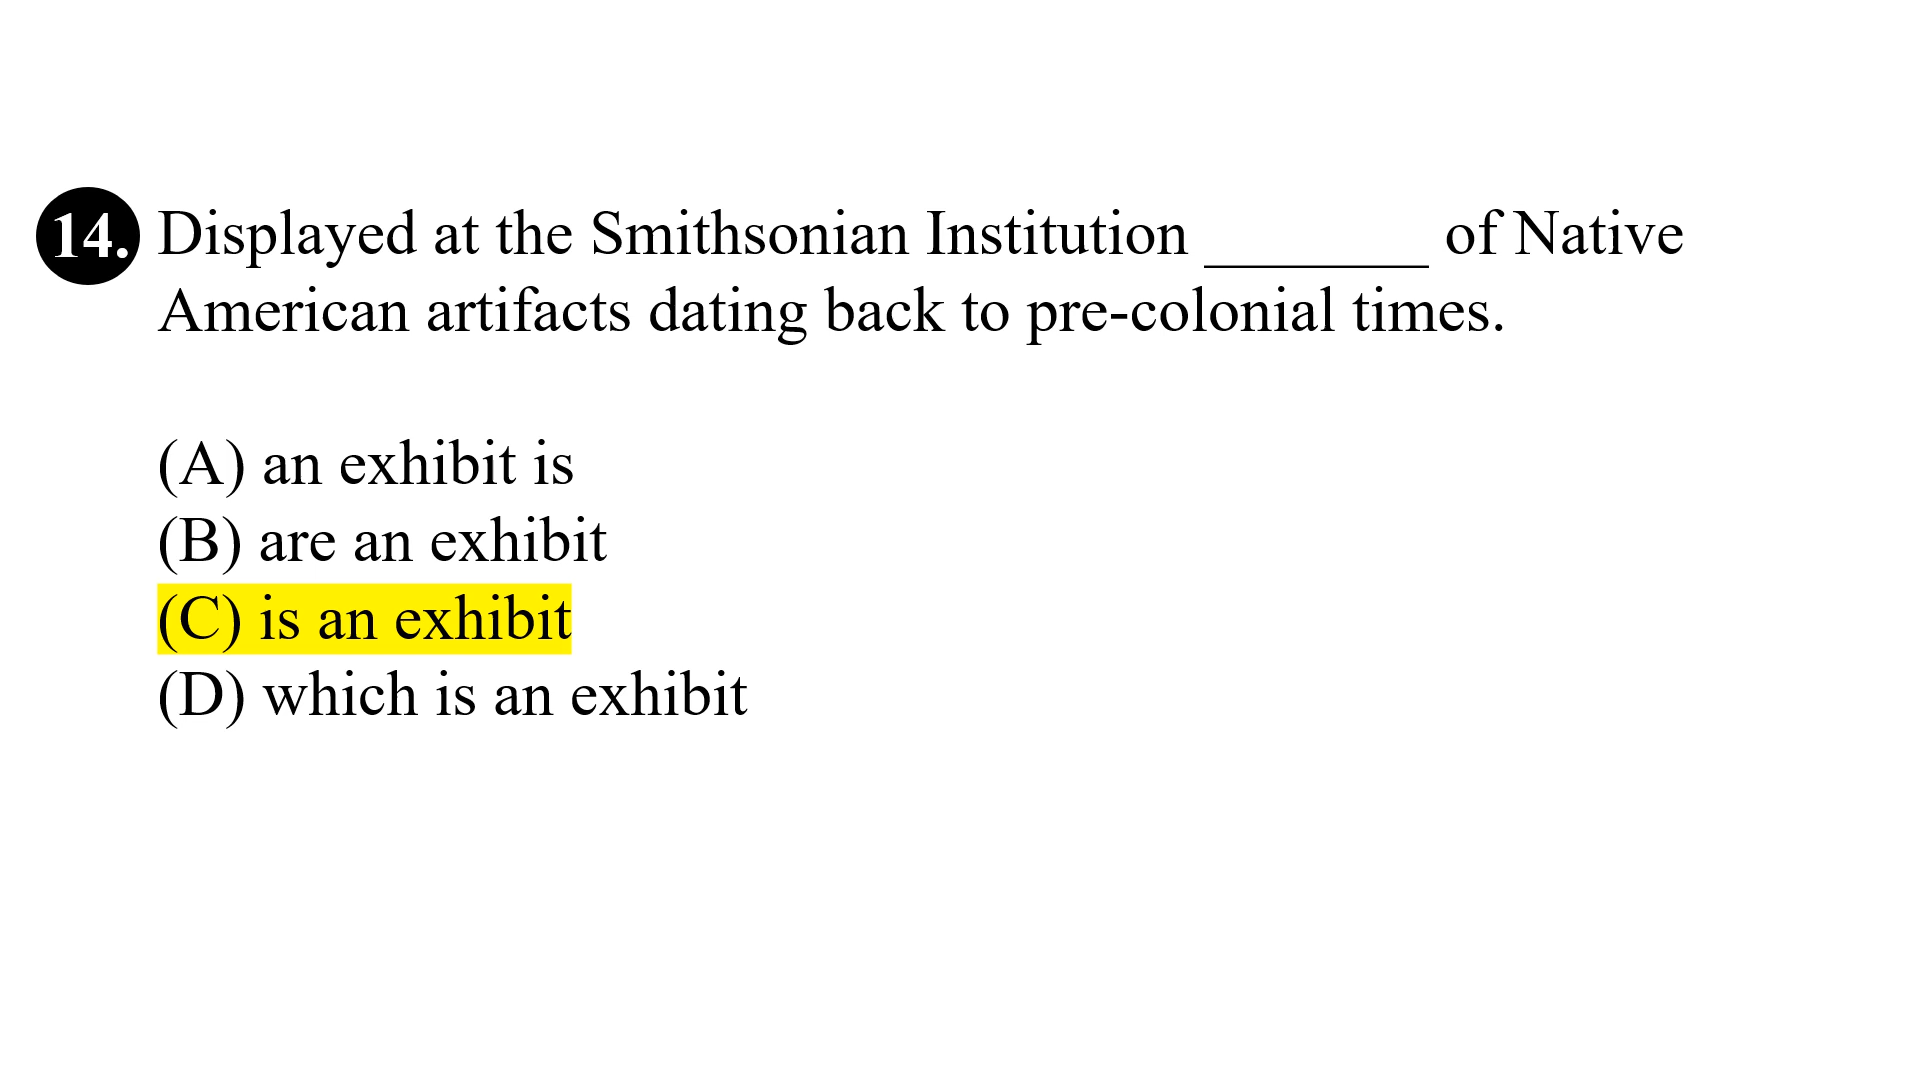 14. Displayed at the Smithsonian Institution _______ of Native
American artifacts dating back to pre-colonial times.
(A) an exhibit is
(B) are an exhibit
(C) is an exhibit
(D) which is an exhibit